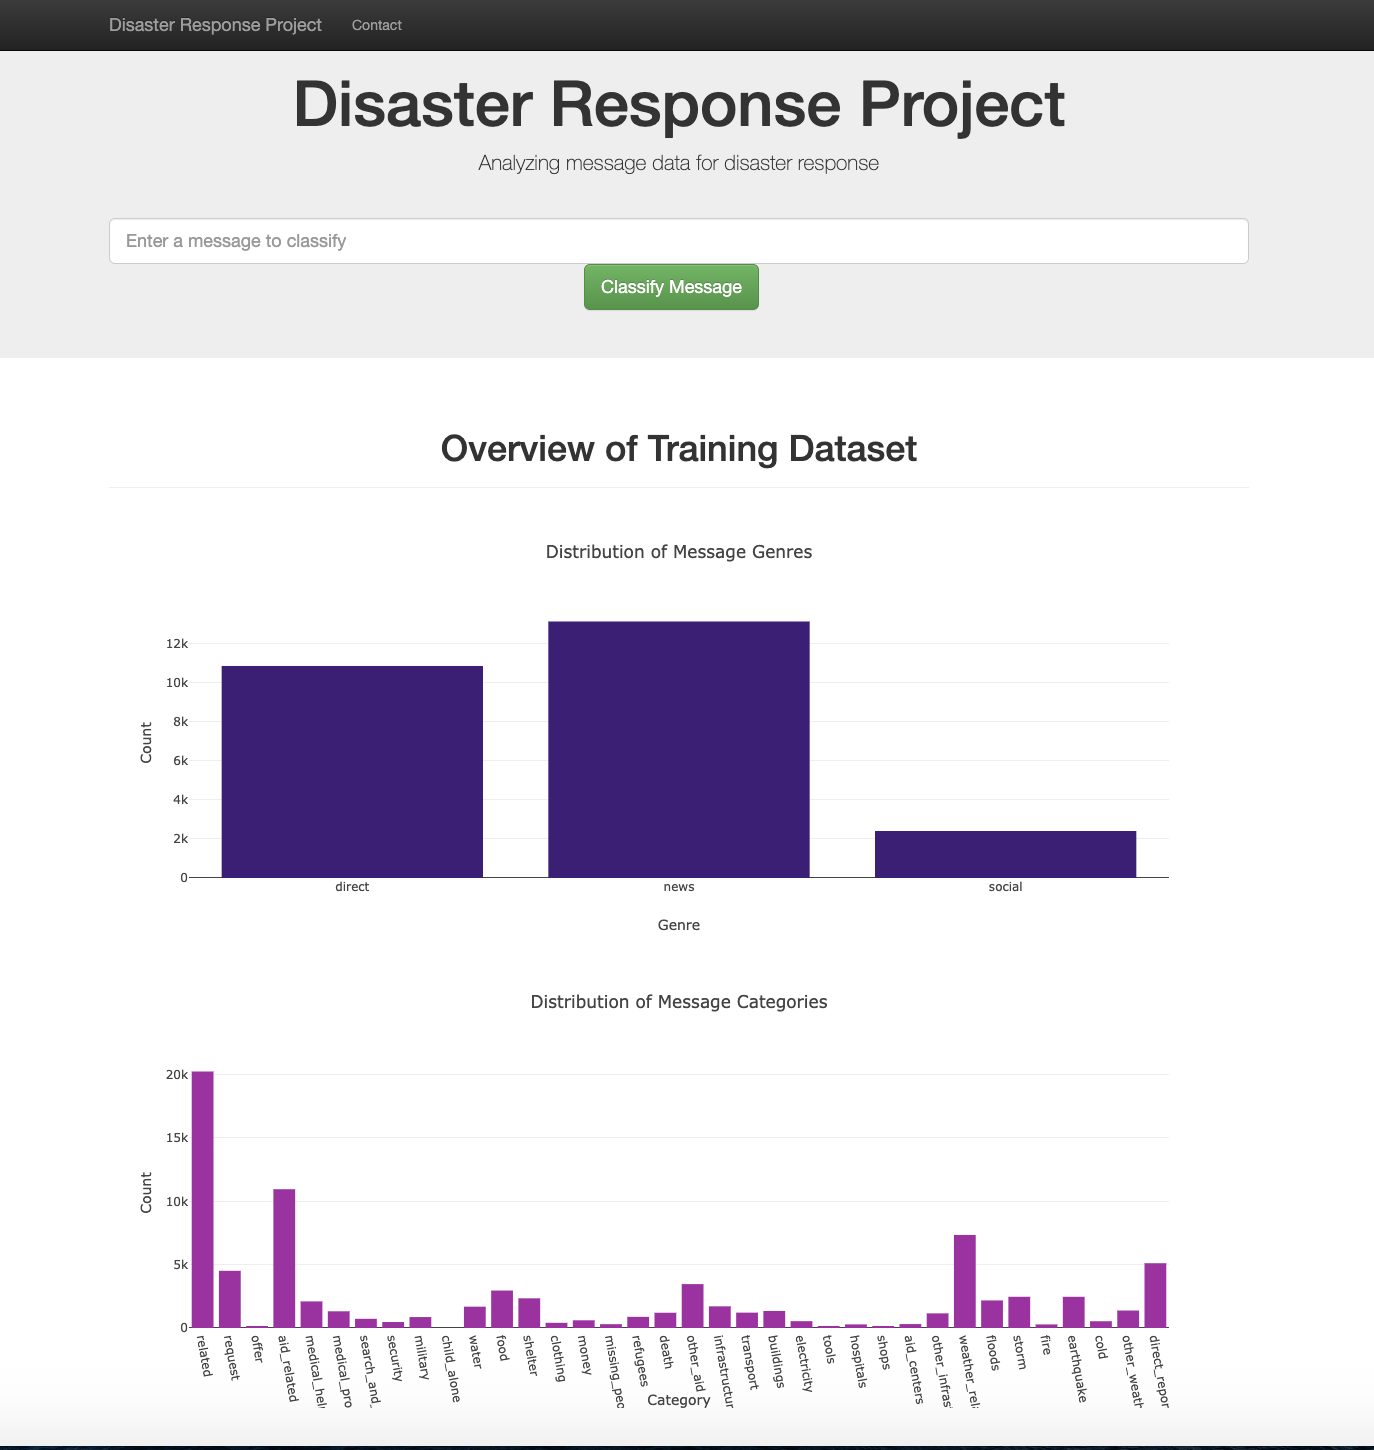 Disaster Response Project Contact
Disaster Response Project
Analyzing message data for disaster response
Enter a message to classify
Classify Message
Overview of Training Dataset
Distribution of Message Genres
12k
10k
8k
6k
4k
2k
0
Count
direct news social
Genre
Distribution of Message Categories
20k
15k
10k
5k
0
Count
related
request
offer
aid_related
medical_help
medical_pro
search_and_
security
military
child_alone
water
food
shelter
clothing
money
missing_peo
refugees
death
other_aid
infrastructur
transport
buildings
electricity
tools
hospitals
shops
aid_centers
other_infras
weather_rela
floods
storm
fire
earthquake
cold
other_weath
direct_repor
Category